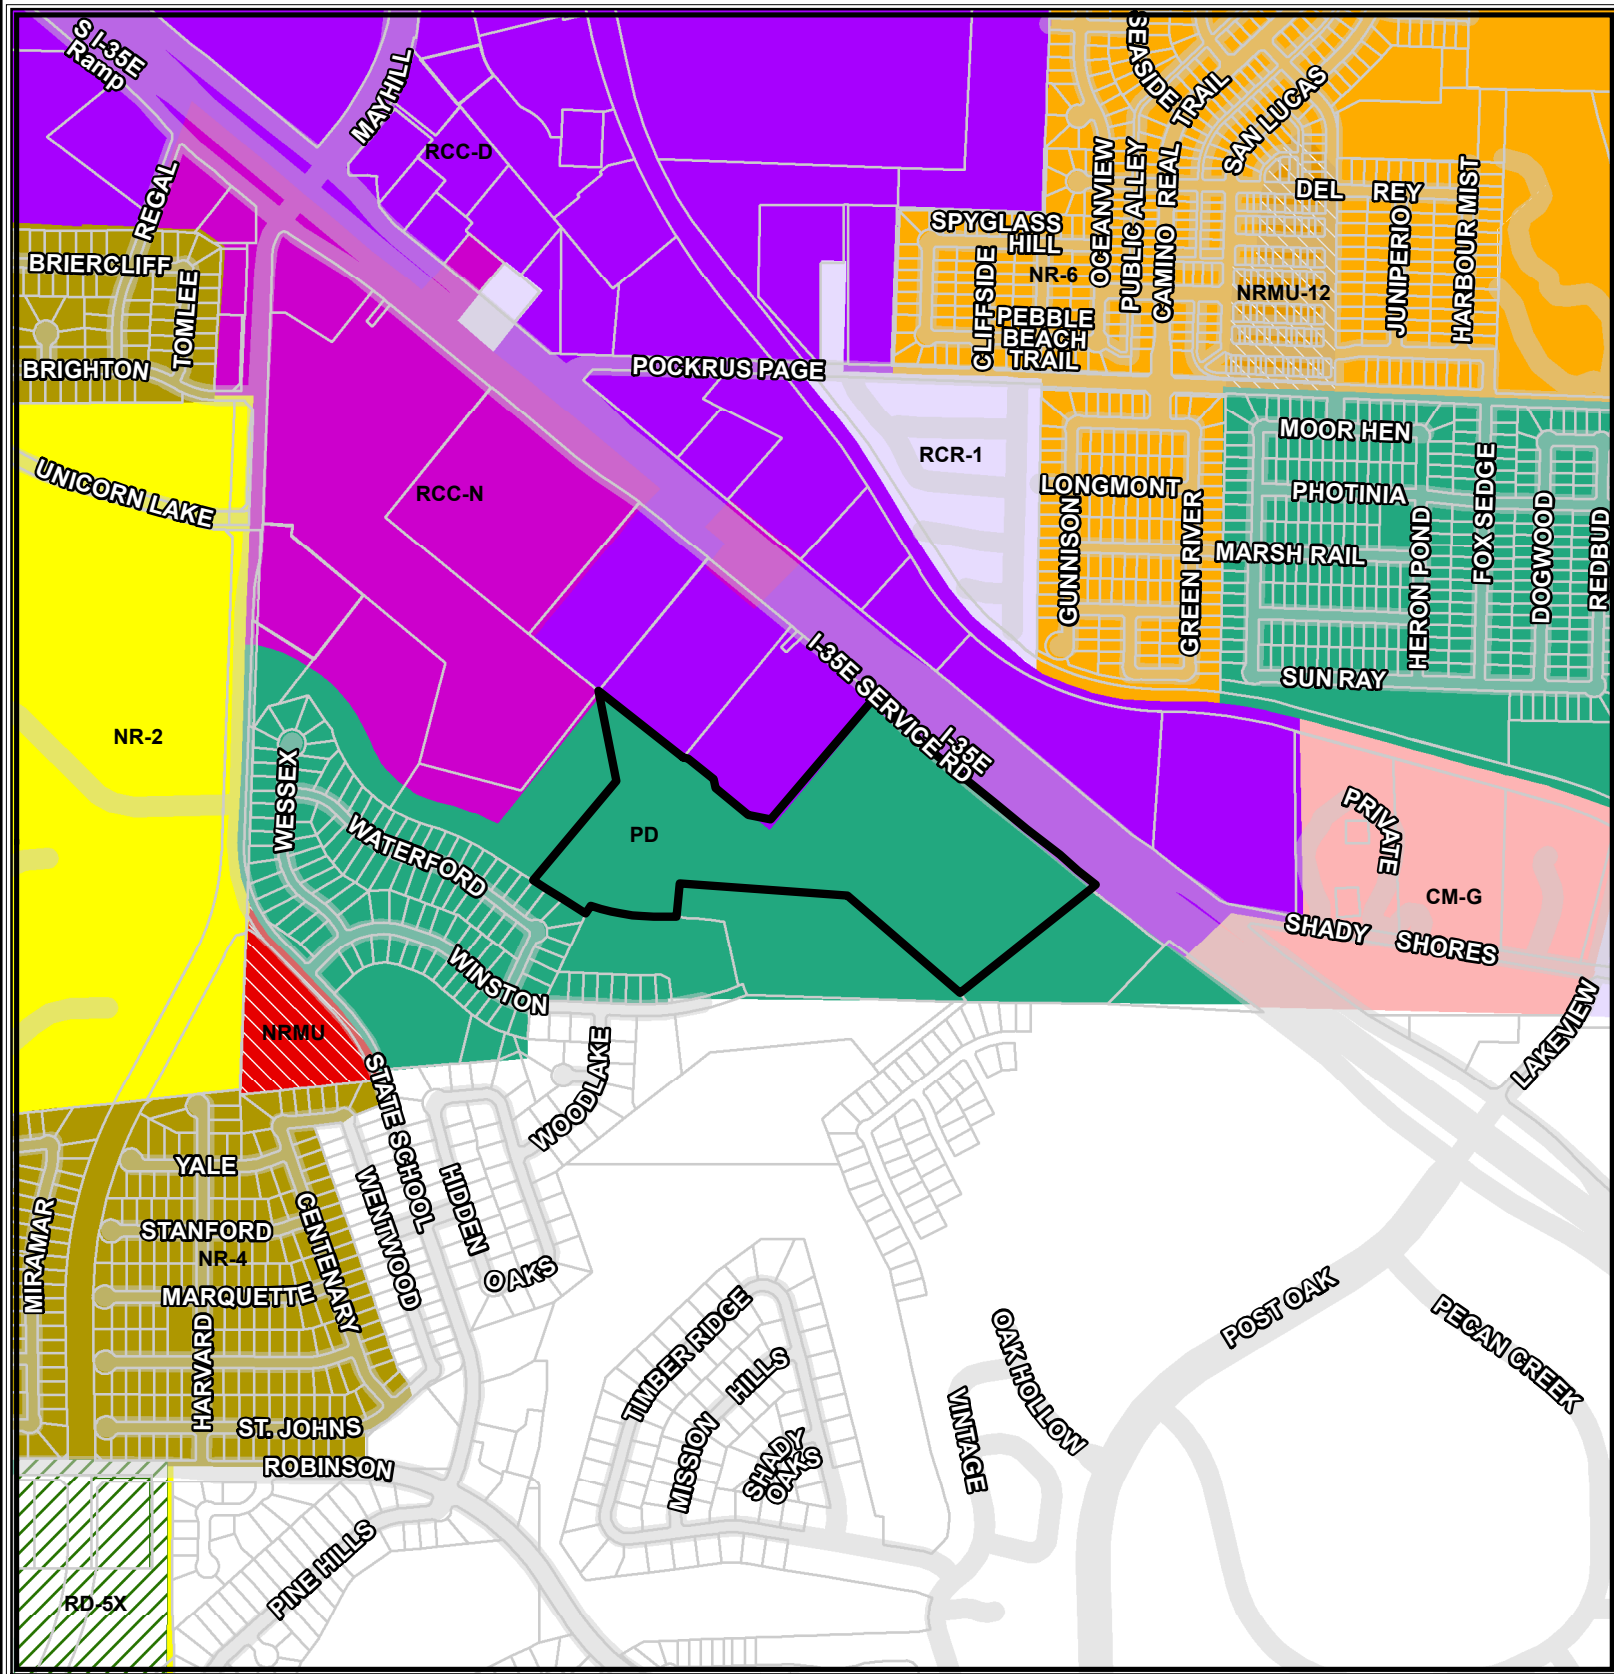 S I-35E
Ramp
MAYHILL
RCC-D
REGAL
BRIERCLIFF
TOMLEE
BRIGHTON
SEASIDE
TRAIL
SAN LUCAS
OCEANVIEW
PUBLIC ALLEY
CAMINO REAL
DEL REY
JUNIPERIO
HARBOUR MIST
SPYGLASS
HILL
CLIFFSIDE
NR-6
NRMU-12
PEBBLE
BEACH
TRAIL
POCKRUS PAGE
UNICORN LAKE
RCC-N
RCR-1
LONGMONT
GUNNISON
GREEN RIVER
MOOR HEN
PHOTINIA
MARSH RAIL
HERON POND
FOX SEDGE
DOGWOOD
REDBUD
SUN RAY
I-35E SERVICE RD
I-35E
NR-2
WESSEX
WATERFORD
PD
WINSTON
PRIVATE
CM-G
SHADY SHORES
LAKEVIEW
NRMU
STATE SCHOOL
WOODLAKE
YALE
STANFORD
NR-4
MARQUETTE
MIRAMAR
HARVARD
CENTENARY
WENTWOOD
HIDDEN
OAKS
ST. JOHNS
ROBINSON
TIMBER RIDGE
MISSION
HILLS
SHADY
OAKS
VINTAGE
OAK HOLLOW
POST OAK
PECAN CREEK
PINE HILLS
RD-5X